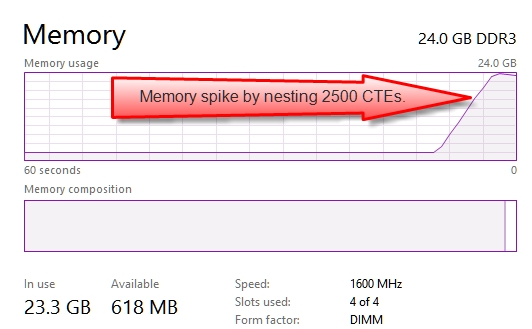 Memory
24.0 GB DDR3
Memory usage
24.0 GB
Memory spike by nesting 2500 CTEs.
60 seconds
0
Memory composition
In use
Available
Speed:
1600 MHz
23.3 GB
618 MB
Slots used:
4 of 4
Form factor:
DIMM